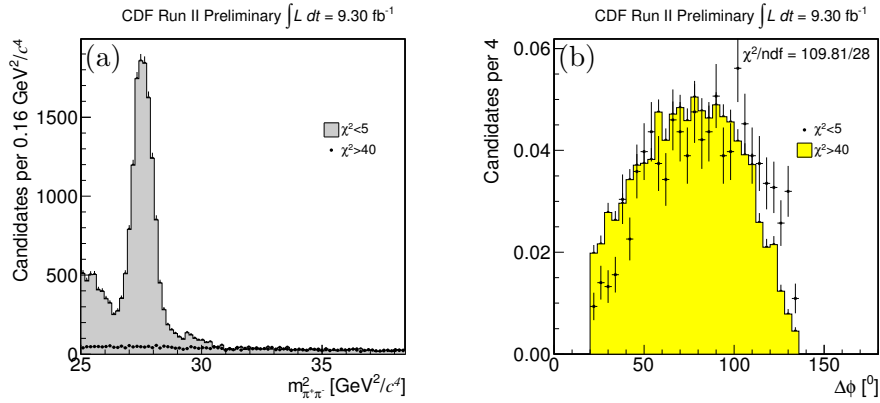 CDF Run II Preliminary ∫L dt = 9.30 fb⁻¹
(a)
Candidates per 0.16 GeV²/c⁴
χ²<5
χ²>40
1500
1000
500
0
25 30 35
m²π⁺π⁻ [GeV²/c⁴]
CDF Run II Preliminary ∫L dt = 9.30 fb⁻¹
(b)
χ²/ndf = 109.81/28
Candidates per 4
χ²<5
χ²>40
0.06
0.04
0.02
0.00
0 50 100 150
Δϕ [⁰]